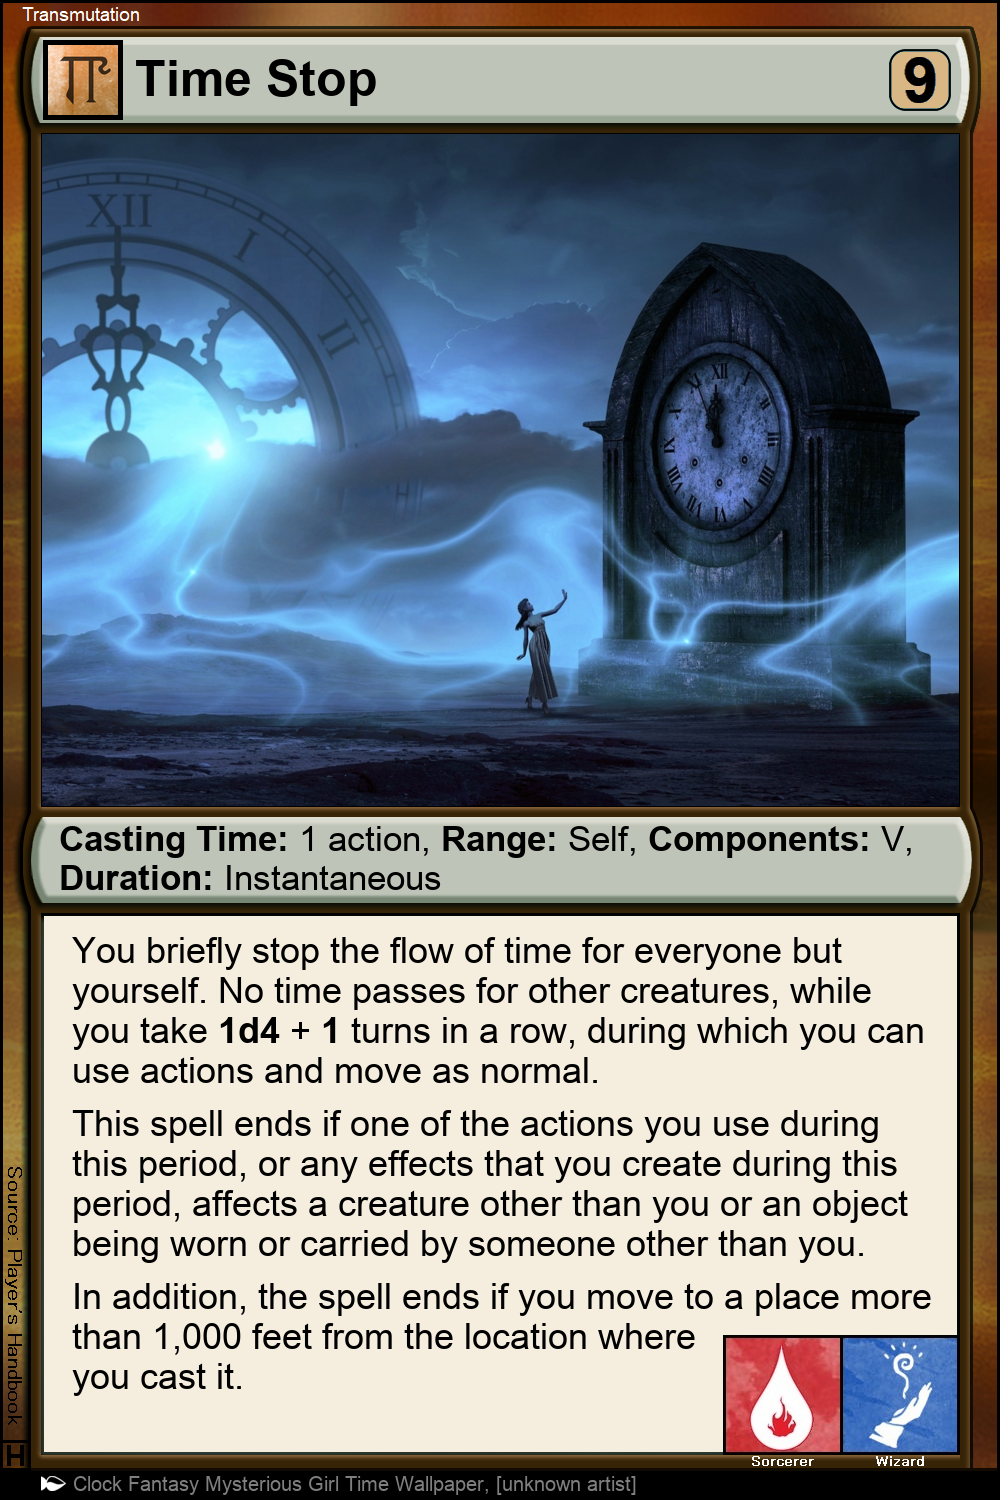 Transmutation
Time Stop
9
XII
I
II
Casting Time: 1 action, Range: Self, Components: V,
Duration: Instantaneous
You briefly stop the flow of time for everyone but
yourself. No time passes for other creatures, while
you take 1d4 + 1 turns in a row, during which you can
use actions and move as normal.
This spell ends if one of the actions you use during
this period, or any effects that you create during this
period, affects a creature other than you or an object
being worn or carried by someone other than you.
In addition, the spell ends if you move to a place more
than 1,000 feet from the location where
you cast it.
Source: Player's Handbook
H
Sorcerer
Wizard
Clock Fantasy Mysterious Girl Time Wallpaper, [unknown artist]